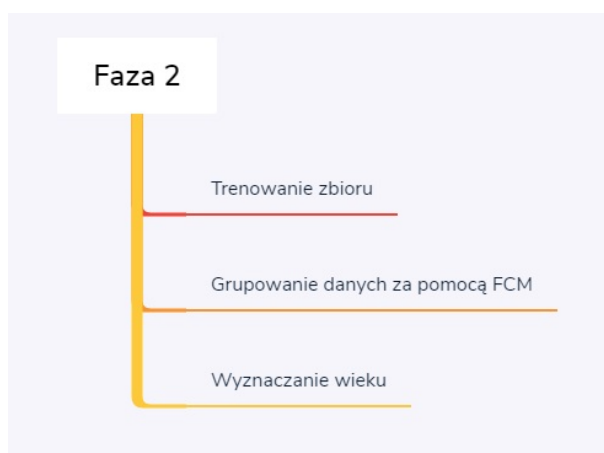 Faza 2
Trenowanie zbioru
Grupowanie danych za pomocą FCM
Wyznaczanie wieku